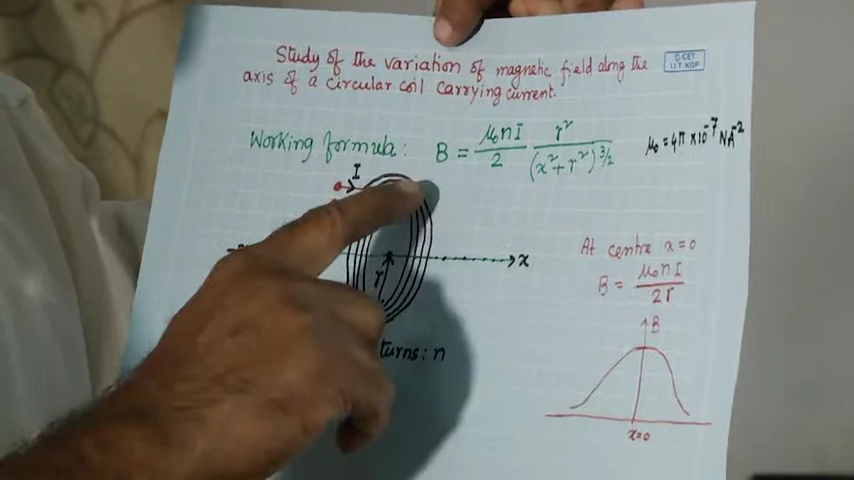 Study of the variation of magnetic field along the
axis of a circular coil carrying current.
© CET
I.I.T. KGP
Working formula: B = μ₀nI/2 r²/(x²+r²)^3/2
μ₀ = 4π×10⁻⁷ NA⁻²
I
x
r
turns: n
At centre x=0
B = μ₀nI/2r
B
x=0